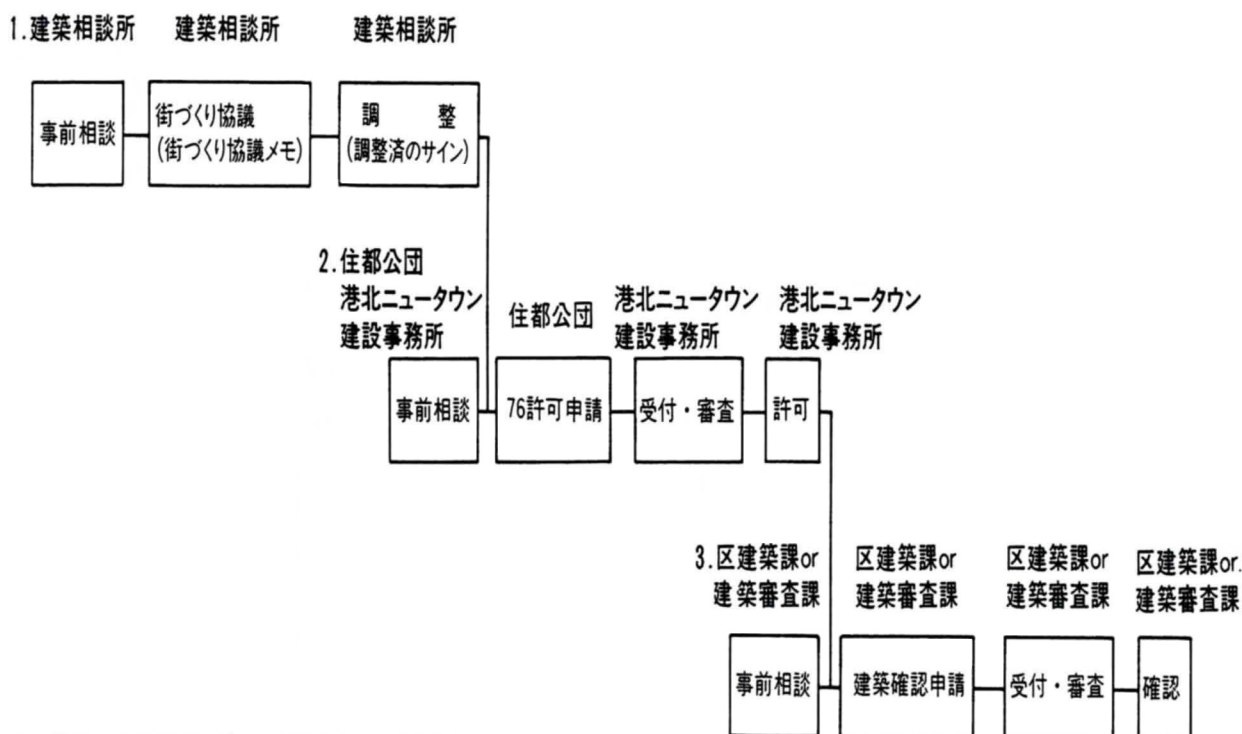 1.建築相談所 建築相談所 建築相談所
事前相談
街づくり協議
(街づくり協議メモ)
調 整
(調整済のサイン)
2.住都公団
港北ニュータウン
建設事務所
住都公団
港北ニュータウン
建設事務所
港北ニュータウン
建設事務所
事前相談
76許可申請
受付・審査
許可
3.区建築課or
建築審査課
区建築課or
建築審査課
区建築課or
建築審査課
区建築課or.
建築審査課
事前相談
建築確認申請
受付・審査
確認